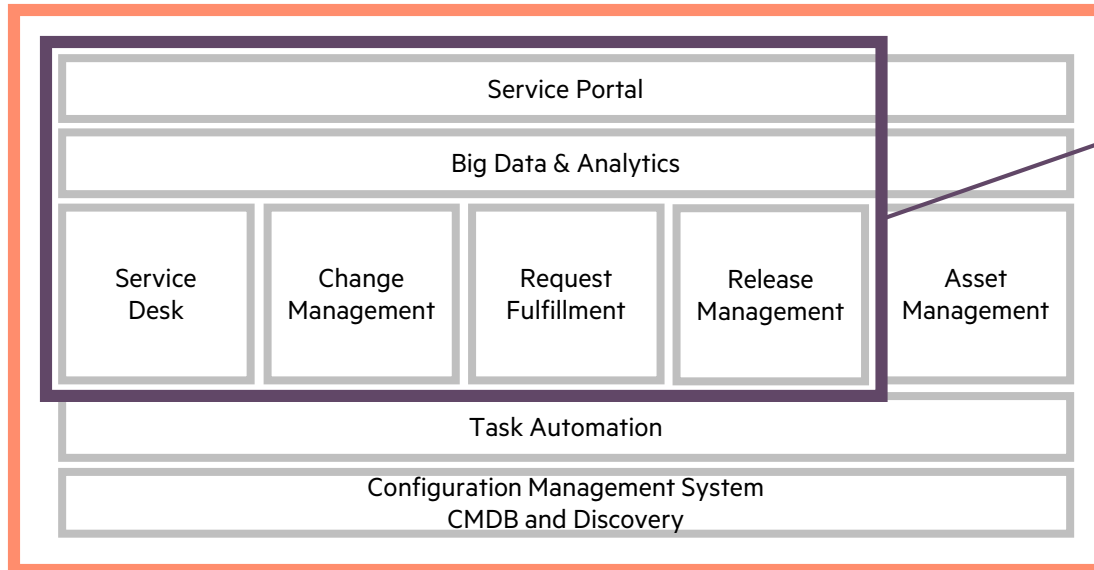 Service Portal
Big Data & Analytics
Service
Desk
Change
Management
Request
Fulfillment
Release
Management
Asset
Management
Task Automation
Configuration Management System
CMDB and Discovery